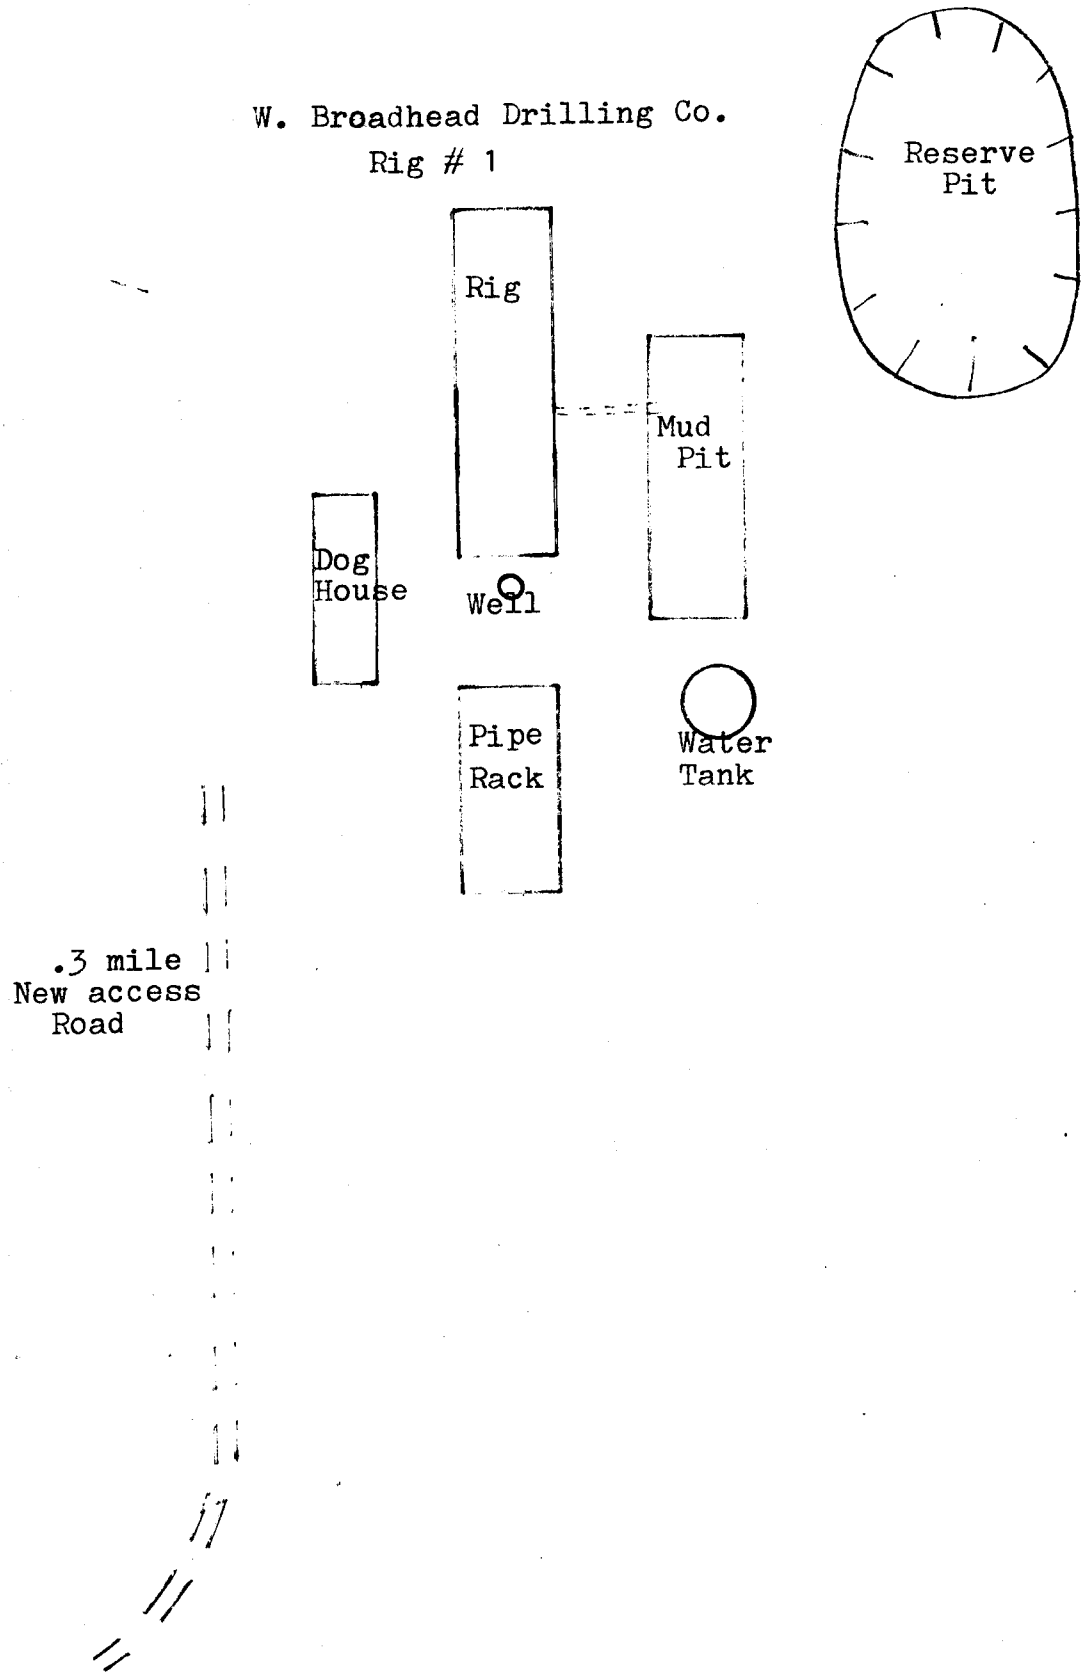 W. Broadhead Drilling Co.
Rig # 1
Reserve
Pit
Rig
Mud
Pit
Dog
House
Well
Pipe
Rack
Water
Tank
.3 mile
New access
Road